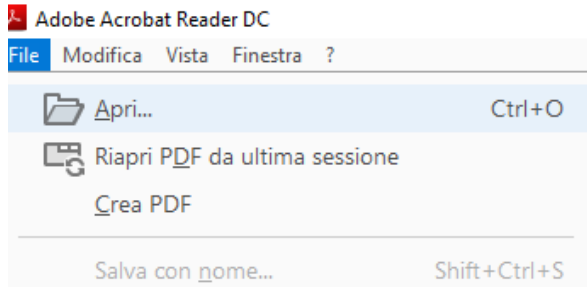 Adobe Acrobat Reader DC
File Modifica Vista Finestra ?
Apri... Ctrl+O
Riapri PDF da ultima sessione
Crea PDF
Salva con nome... Shift+Ctrl+S